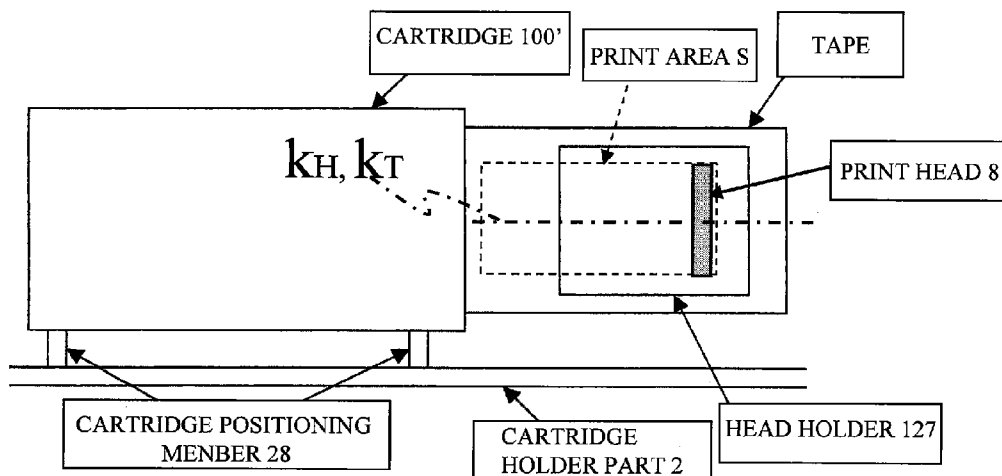 CARTRIDGE 100’
PRINT AREA S
TAPE
kH, kT
PRINT HEAD 8
CARTRIDGE POSITIONING
MENBER 28
CARTRIDGE
HOLDER PART 2
HEAD HOLDER 127